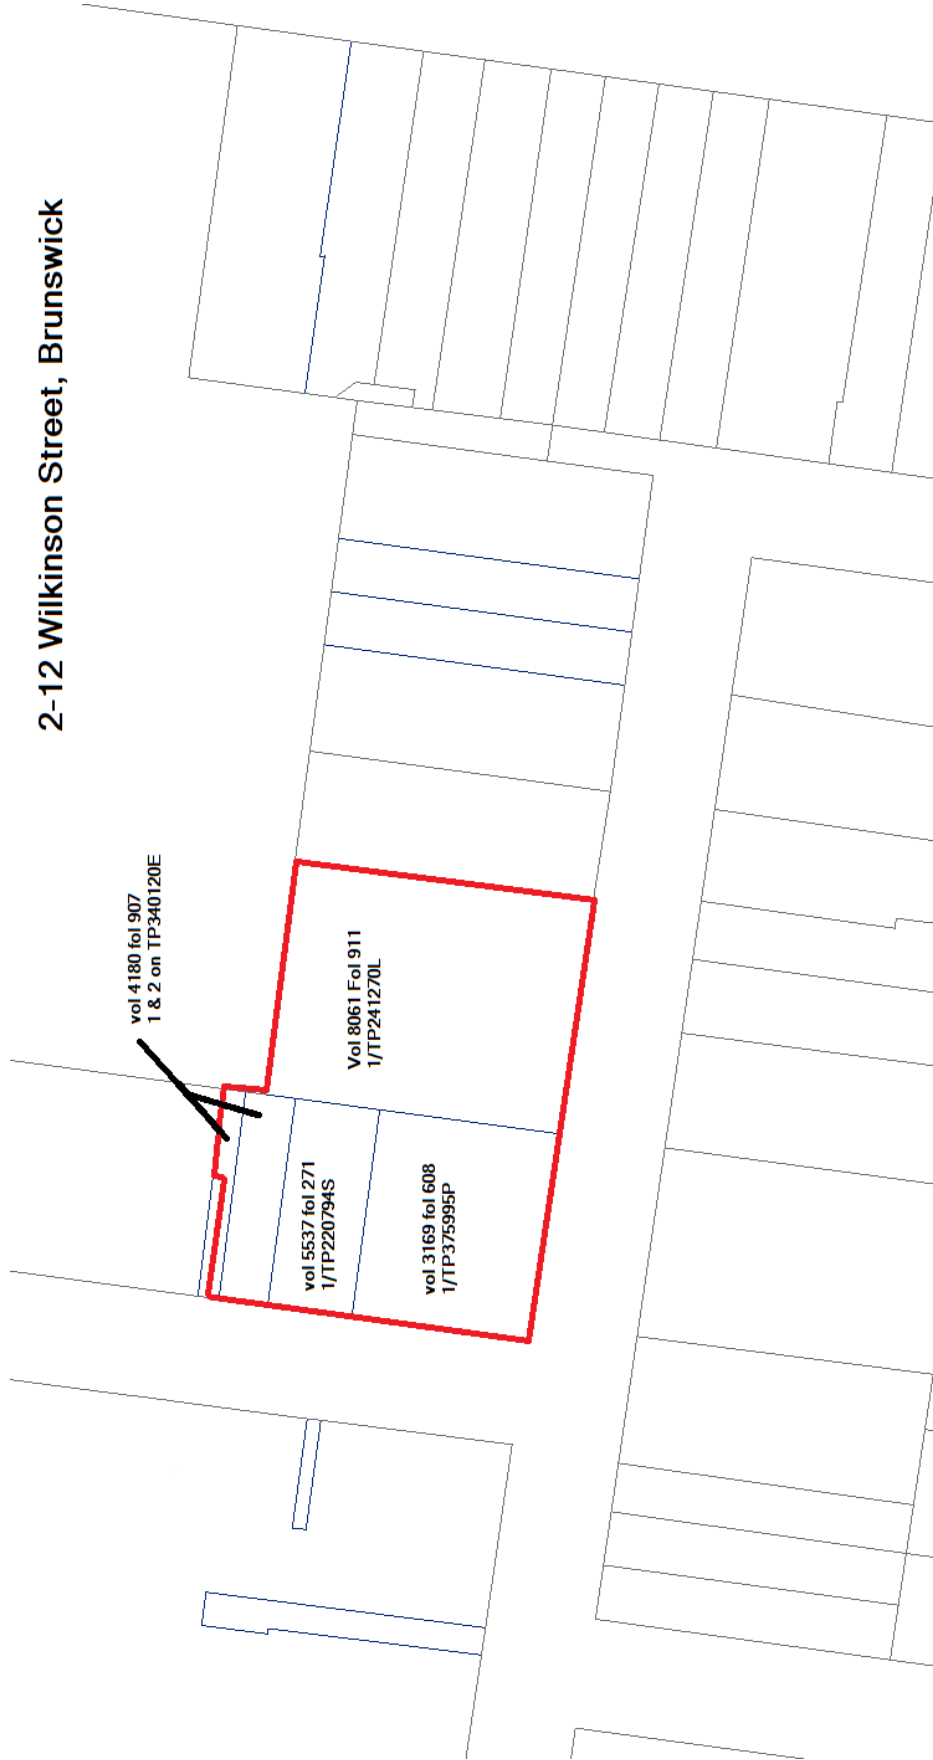 2-12 Wilkinson Street, Brunswick
vol 4180 fol 907
1 & 2 on TP340120E
Vol 8061 Fol 911
1/TP241270L
vol 5537 fol 271
1/TP220794S
vol 3169 fol 608
1/TP375995P